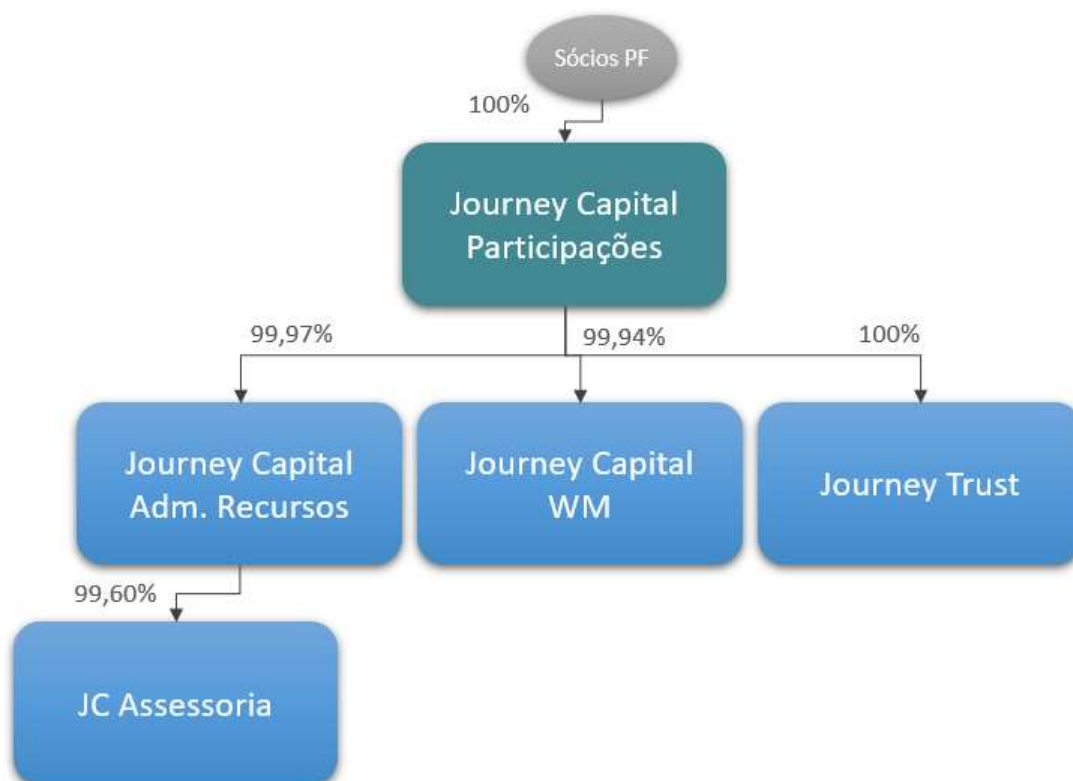 Sócios PF
100%
Journey Capital
Participações
99,97%
99,94%
100%
Journey Capital
Adm. Recursos
Journey Capital
WM
Journey Trust
99,60%
JC Assessoria